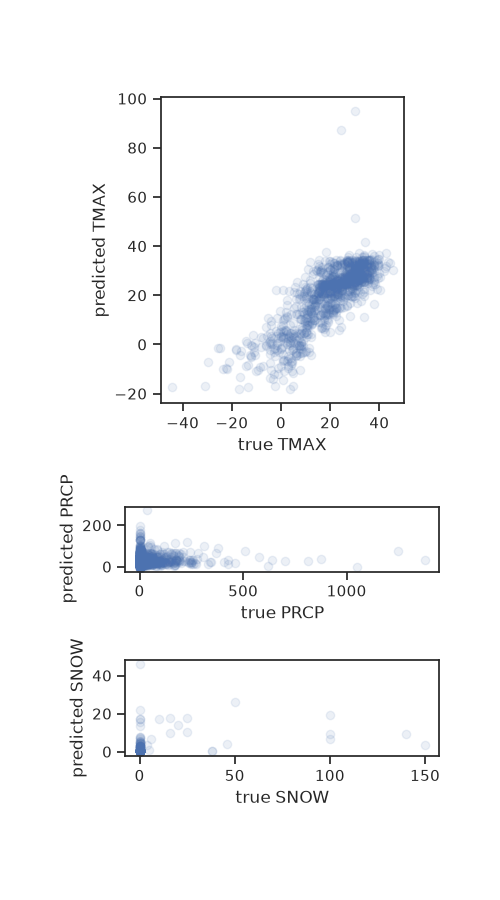 100
80
60
40
20
0
−20
predicted TMAX
−40 −20 0 20 40
true TMAX
200
0
predicted PRCP
0 500 1000
true PRCP
40
20
0
predicted SNOW
0 50 100 150
true SNOW